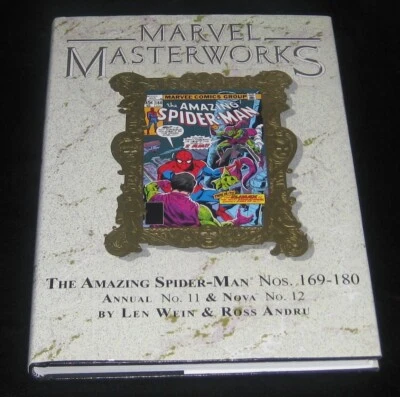 MARVEL
MASTERWORKS
MARVEL COMICS GROUP
the AMAZING
SPIDER-MAN
THE AMAZING SPIDER-MAN Nos. 169-180
ANNUAL No. 11 & NOVA No. 12
BY LEN WEIN & ROSS ANDRU